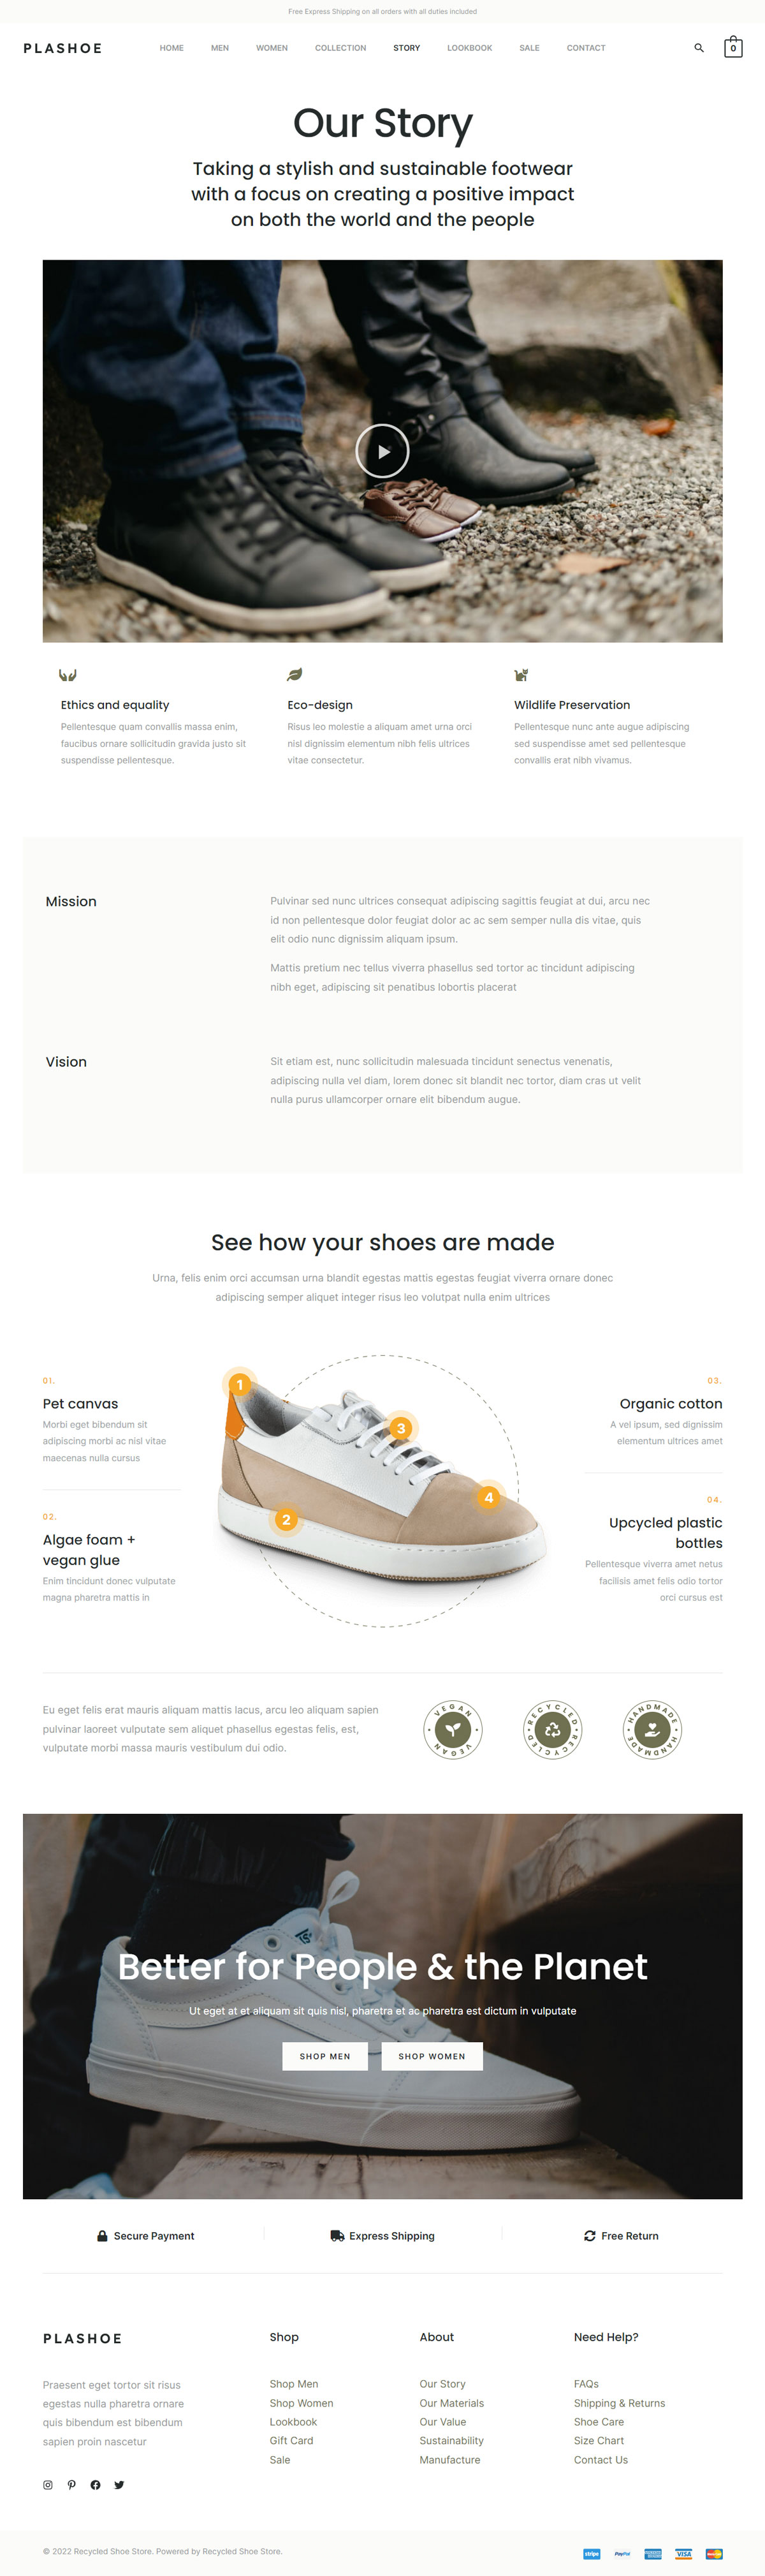 Free Express Shipping on all orders with all duties included
PLASHOE
HOME MEN WOMEN COLLECTION STORY LOOKBOOK SALE CONTACT
0
Our Story
Taking a stylish and sustainable footwear
with a focus on creating a positive impact
on both the world and the people
Ethics and equality
Pellentesque quam convallis massa enim,
faucibus ornare sollicitudin gravida justo sit
suspendisse pellentesque.
Eco-design
Risus leo molestie a aliquam amet urna orci
nisl dignissim elementum nibh felis ultrices
vitae consectetur.
Wildlife Preservation
Pellentesque nunc ante augue adipiscing
sed suspendisse amet sed pellentesque
convallis erat nibh vivamus.
Mission
Pulvinar sed nunc ultrices consequat adipiscing sagittis feugiat at dui, arcu nec
id non pellentesque dolor feugiat dolor ac ac sem semper nulla dis vitae, quis
elit odio nunc dignissim aliquam ipsum.
Mattis pretium nec tellus viverra phasellus sed tortor ac tincidunt adipiscing
nibh eget, adipiscing sit penatibus lobortis placerat
Vision
Sit etiam est, nunc sollicitudin malesuada tincidunt senectus venenatis,
adipiscing nulla vel diam, lorem donec sit blandit nec tortor, diam cras ut velit
nulla purus ullamcorper ornare elit bibendum augue.
See how your shoes are made
Urna, felis enim orci accumsan urna blandit egestas mattis egestas feugiat viverra ornare donec
adipiscing semper aliquet integer risus leo volutpat nulla enim ultrices
01.
Pet canvas
Morbi eget bibendum sit
adipiscing morbi ac nisl vitae
maecenas nulla cursus
02.
Algae foam +
vegan glue
Enim tincidunt donec vulputate
magna pharetra mattis in
1
2
3
4
03.
Organic cotton
A vel ipsum, sed dignissim
elementum ultrices amet
04.
Upcycled plastic
bottles
Pellentesque viverra amet netus
facilisis amet felis odio tortor
orci cursus est
Eu eget felis erat mauris aliquam mattis lacus, arcu leo aliquam sapien
pulvinar laoreet vulputate sem aliquet phasellus egestas felis, est,
vulputate morbi massa mauris vestibulum dui odio.
VEGAN VEGAN
RECYCLED RECYCLED
HANDMADE HANDMADE
Better for People & the Planet
Ut eget at et aliquam sit quis nisl, pharetra et ac pharetra est dictum in vulputate
SHOP MEN
SHOP WOMEN
Secure Payment
Express Shipping
Free Return
PLASHOE
Praesent eget tortor sit risus
egestas nulla pharetra ornare
quis bibendum est bibendum
sapien proin nascetur
Shop
Shop Men
Shop Women
Lookbook
Gift Card
Sale
About
Our Story
Our Materials
Our Value
Sustainability
Manufacture
Need Help?
FAQs
Shipping & Returns
Shoe Care
Size Chart
Contact Us
© 2022 Recycled Shoe Store. Powered by Recycled Shoe Store.
stripe PayPal VISA